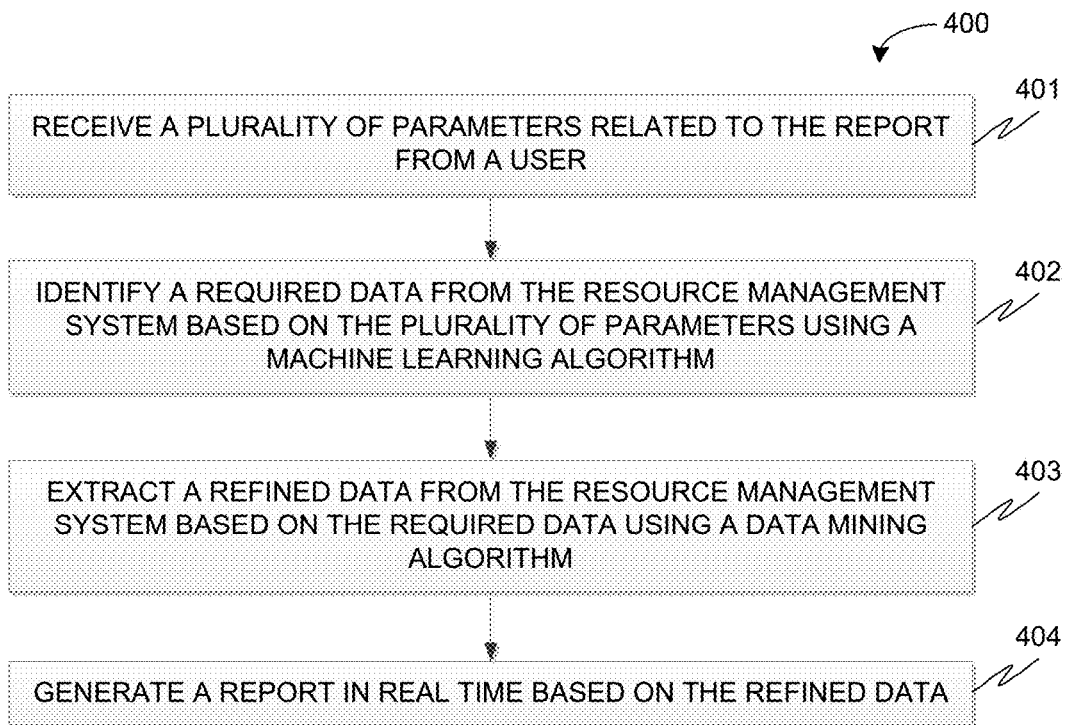 400
401
RECEIVE A PLURALITY OF PARAMETERS RELATED TO THE REPORT
FROM A USER
402
IDENTIFY A REQUIRED DATA FROM THE RESOURCE MANAGEMENT
SYSTEM BASED ON THE PLURALITY OF PARAMETERS USING A
MACHINE LEARNING ALGORITHM
403
EXTRACT A REFINED DATA FROM THE RESOURCE MANAGEMENT
SYSTEM BASED ON THE REQUIRED DATA USING A DATA MINING
ALGORITHM
404
GENERATE A REPORT IN REAL TIME BASED ON THE REFINED DATA